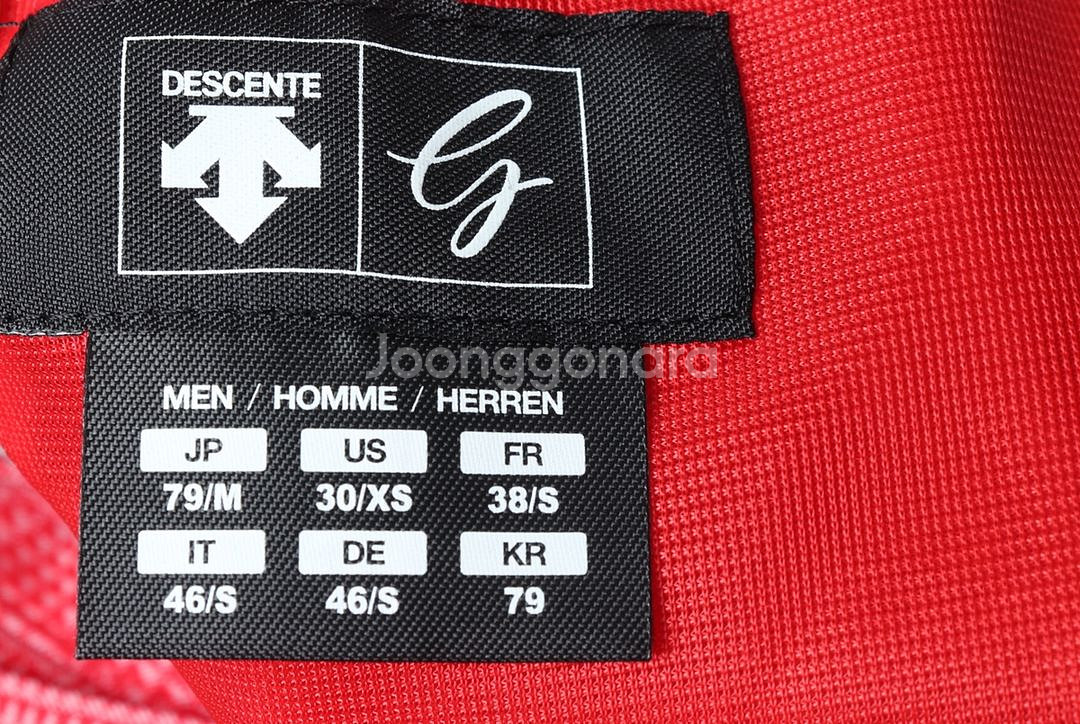 DESCENTE
G
Joonggonara
MEN / HOMME / HERREN
JP US FR
79/M 30/XS 38/S
IT DE KR
46/S 46/S 79